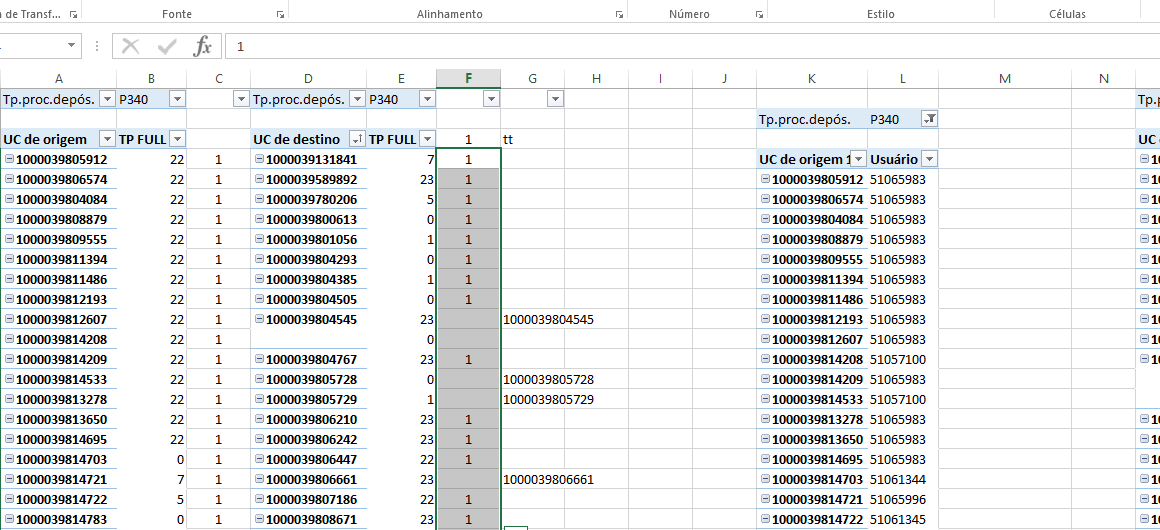 de Transf... Fonte Alinhamento Número Estilo Células
fx 1
A B C D E F G H I J K L M N
Tp.proc.depós. P340 Tp.proc.depós. P340 Tp.p
Tp.proc.depós. P340
UC de origem TP FULL UC de destino TP FULL 1 tt UC
1000039805912 22 1 1000039131841 7 1 UC de origem 1 Usuário
1000039806574 22 1 1000039589892 23 1 1000039805912 51065983
1000039804084 22 1 1000039780206 5 1 1000039806574 51065983
1000039808879 22 1 1000039800613 0 1 1000039804084 51065983
1000039809555 22 1 1000039801056 1 1 1000039808879 51065983
1000039811394 22 1 1000039804293 0 1 1000039809555 51065983
1000039811486 22 1 1000039804385 1 1 1000039811394 51065983
1000039812193 22 1 1000039804505 0 1 1000039811486 51065983
1000039812607 22 1 1000039804545 23 1000039804545 1000039812193 51065983
1000039814208 22 1 0 1000039812607 51065983
1000039814209 22 1 1000039804767 23 1 1000039814208 51057100
1000039814533 22 1 1000039805728 0 1000039805728 1000039814209 51065983
1000039813278 22 1 1000039805729 1 1000039805729 1000039814533 51057100
1000039813650 22 1 1000039806210 23 1 1000039813278 51065983
1000039814695 22 1 1000039806242 23 1 1000039813650 51065983
1000039814703 0 1 1000039806447 22 1 1000039814695 51065983
1000039814721 7 1 1000039806661 23 1000039806661 1000039814703 51061344
1000039814722 5 1 1000039807186 22 1 1000039814721 51065996
1000039814783 0 1 1000039808671 23 1 1000039814722 51061345